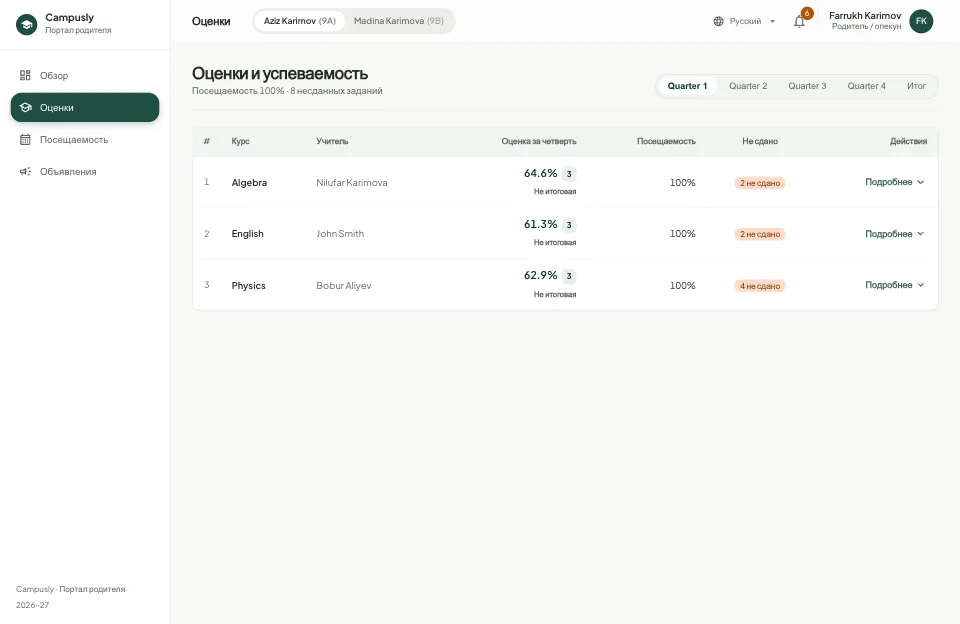 Campusly
Портал родителя
Оценки
Aziz Karimov (9A)
Madina Karimova (9B)
Русский
6
Farrukh Karimov
Родитель / опекун
FK
Обзор
Оценки
Посещаемость
Объявления
Оценки и успеваемость
Посещаемость 100% · 8 несданных заданий
Quarter 1
Quarter 2
Quarter 3
Quarter 4
Итог
# Курс Учитель Оценка за четверть Посещаемость Не сдано Действия
1 Algebra Nilufar Karimova 64.6% 3 100% 2 не сдано Подробнее
Не итоговая
2 English John Smith 61.3% 3 100% 2 не сдано Подробнее
Не итоговая
3 Physics Bobur Aliyev 62.9% 3 100% 4 не сдано Подробнее
Не итоговая
Campusly · Портал родителя ·
2026–27